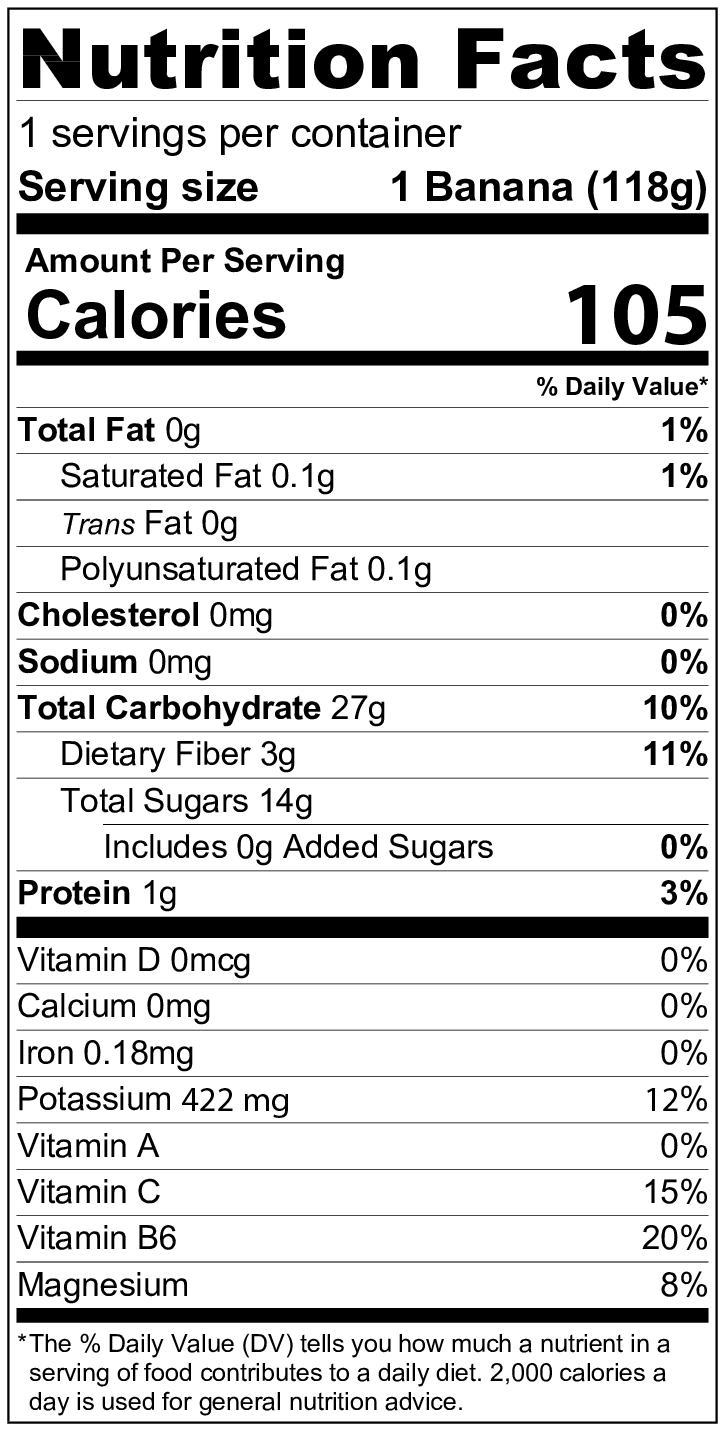 Nutrition Facts
1 servings per container
Serving size 1 Banana (118g)
Amount Per Serving
Calories 105
% Daily Value*
Total Fat 0g 1%
Saturated Fat 0.1g 1%
Trans Fat 0g
Polyunsaturated Fat 0.1g
Cholesterol 0mg 0%
Sodium 0mg 0%
Total Carbohydrate 27g 10%
Dietary Fiber 3g 11%
Total Sugars 14g
Includes 0g Added Sugars 0%
Protein 1g 3%
Vitamin D 0mcg 0%
Calcium 0mg 0%
Iron 0.18mg 0%
Potassium 422 mg 12%
Vitamin A 0%
Vitamin C 15%
Vitamin B6 20%
Magnesium 8%
*The % Daily Value (DV) tells you how much a nutrient in a
serving of food contributes to a daily diet. 2,000 calories a
day is used for general nutrition advice.